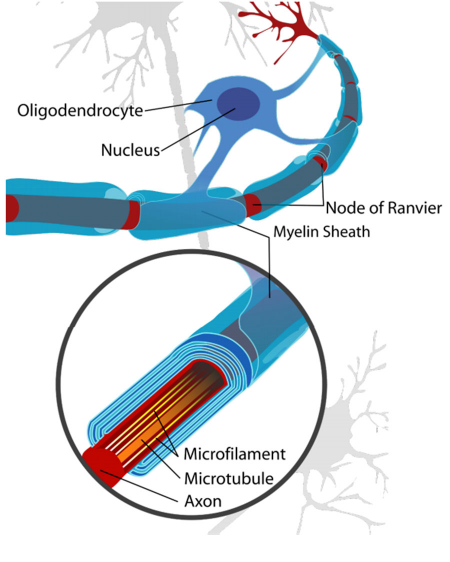 Oligodendrocyte
Nucleus
Node of Ranvier
Myelin Sheath
Microfilament
Microtubule
Axon